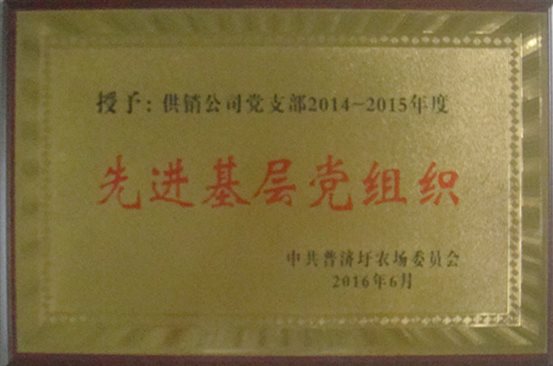 授予：供销公司党支部2014-2015年度
先进基层党组织
中共普济圩农场委员会
2016年6月